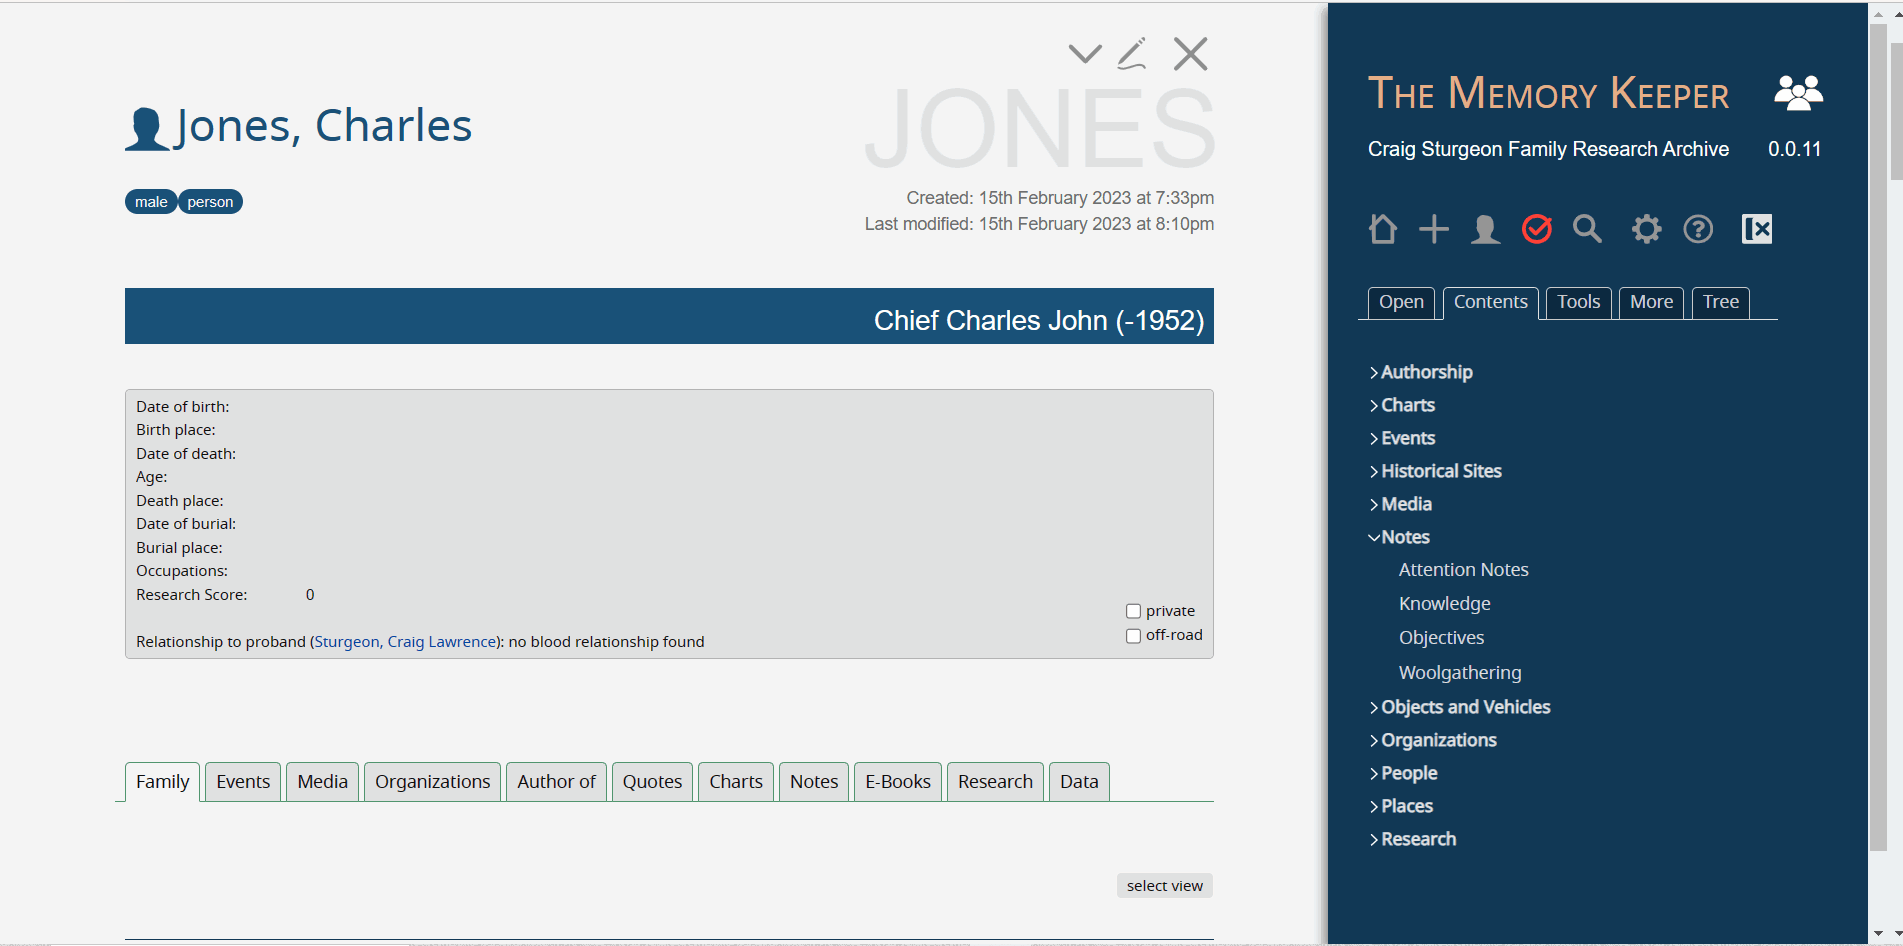 Jones, Charles
JONES
male person
Created: 15th February 2023 at 7:33pm
Last modified: 15th February 2023 at 8:10pm
Chief Charles John (-1952)
Date of birth:
Birth place:
Date of death:
Age:
Death place:
Date of burial:
Burial place:
Occupations:
Research Score: 0
private
off-road
Relationship to proband (Sturgeon, Craig Lawrence): no blood relationship found
Family Events Media Organizations Author of Quotes Charts Notes E-Books Research Data
select view
THE MEMORY KEEPER
Craig Sturgeon Family Research Archive 0.0.11
Open Contents Tools More Tree
Authorship
Charts
Events
Historical Sites
Media
Notes
Attention Notes
Knowledge
Objectives
Woolgathering
Objects and Vehicles
Organizations
People
Places
Research